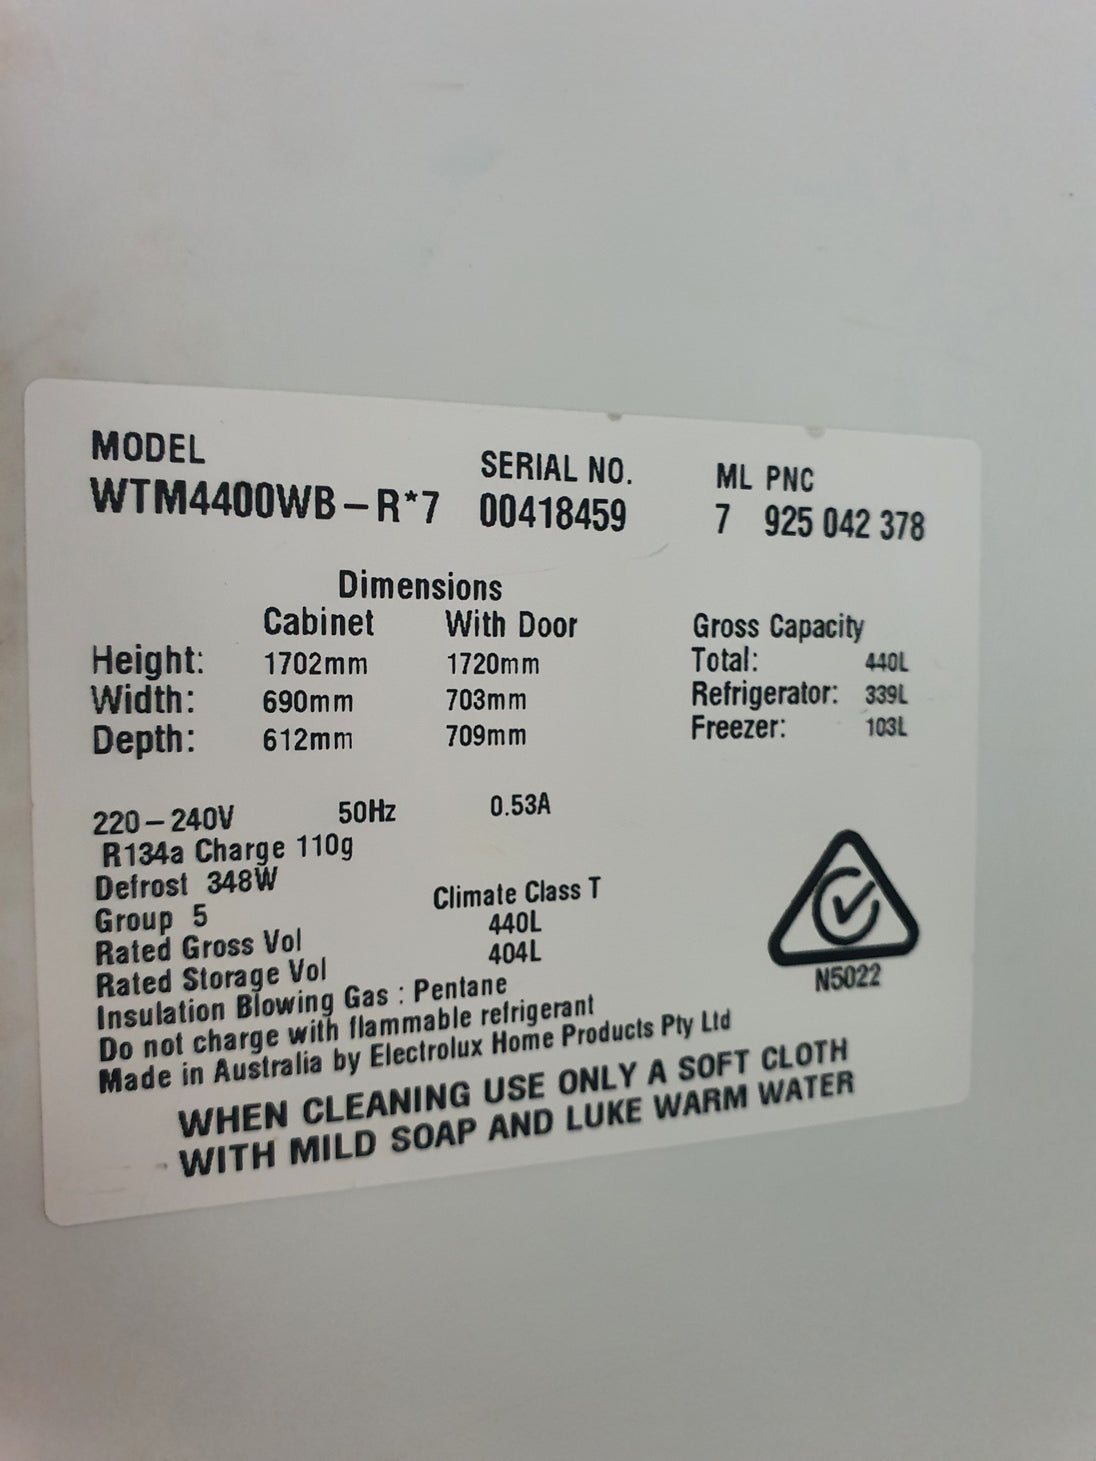 MODEL SERIAL NO. ML PNC
WTM4400WB-R*7 00418459 7 925 042 378
Dimensions
Cabinet With Door Gross Capacity
Height: 1702mm 1720mm Total: 440L
Width: 690mm 703mm Refrigerator: 339L
Depth: 612mm 709mm Freezer: 103L
220-240V 50Hz 0.53A
R134a Charge 110g
Defrost 348W Climate Class T
Group 5
Rated Gross Vol 440L
Rated Storage Vol 404L
Insulation Blowing Gas : Pentane
Do not charge with flammable refrigerant
Made in Australia by Electrolux Home Products Pty Ltd
N5022
WHEN CLEANING USE ONLY A SOFT CLOTH
WITH MILD SOAP AND LUKE WARM WATER